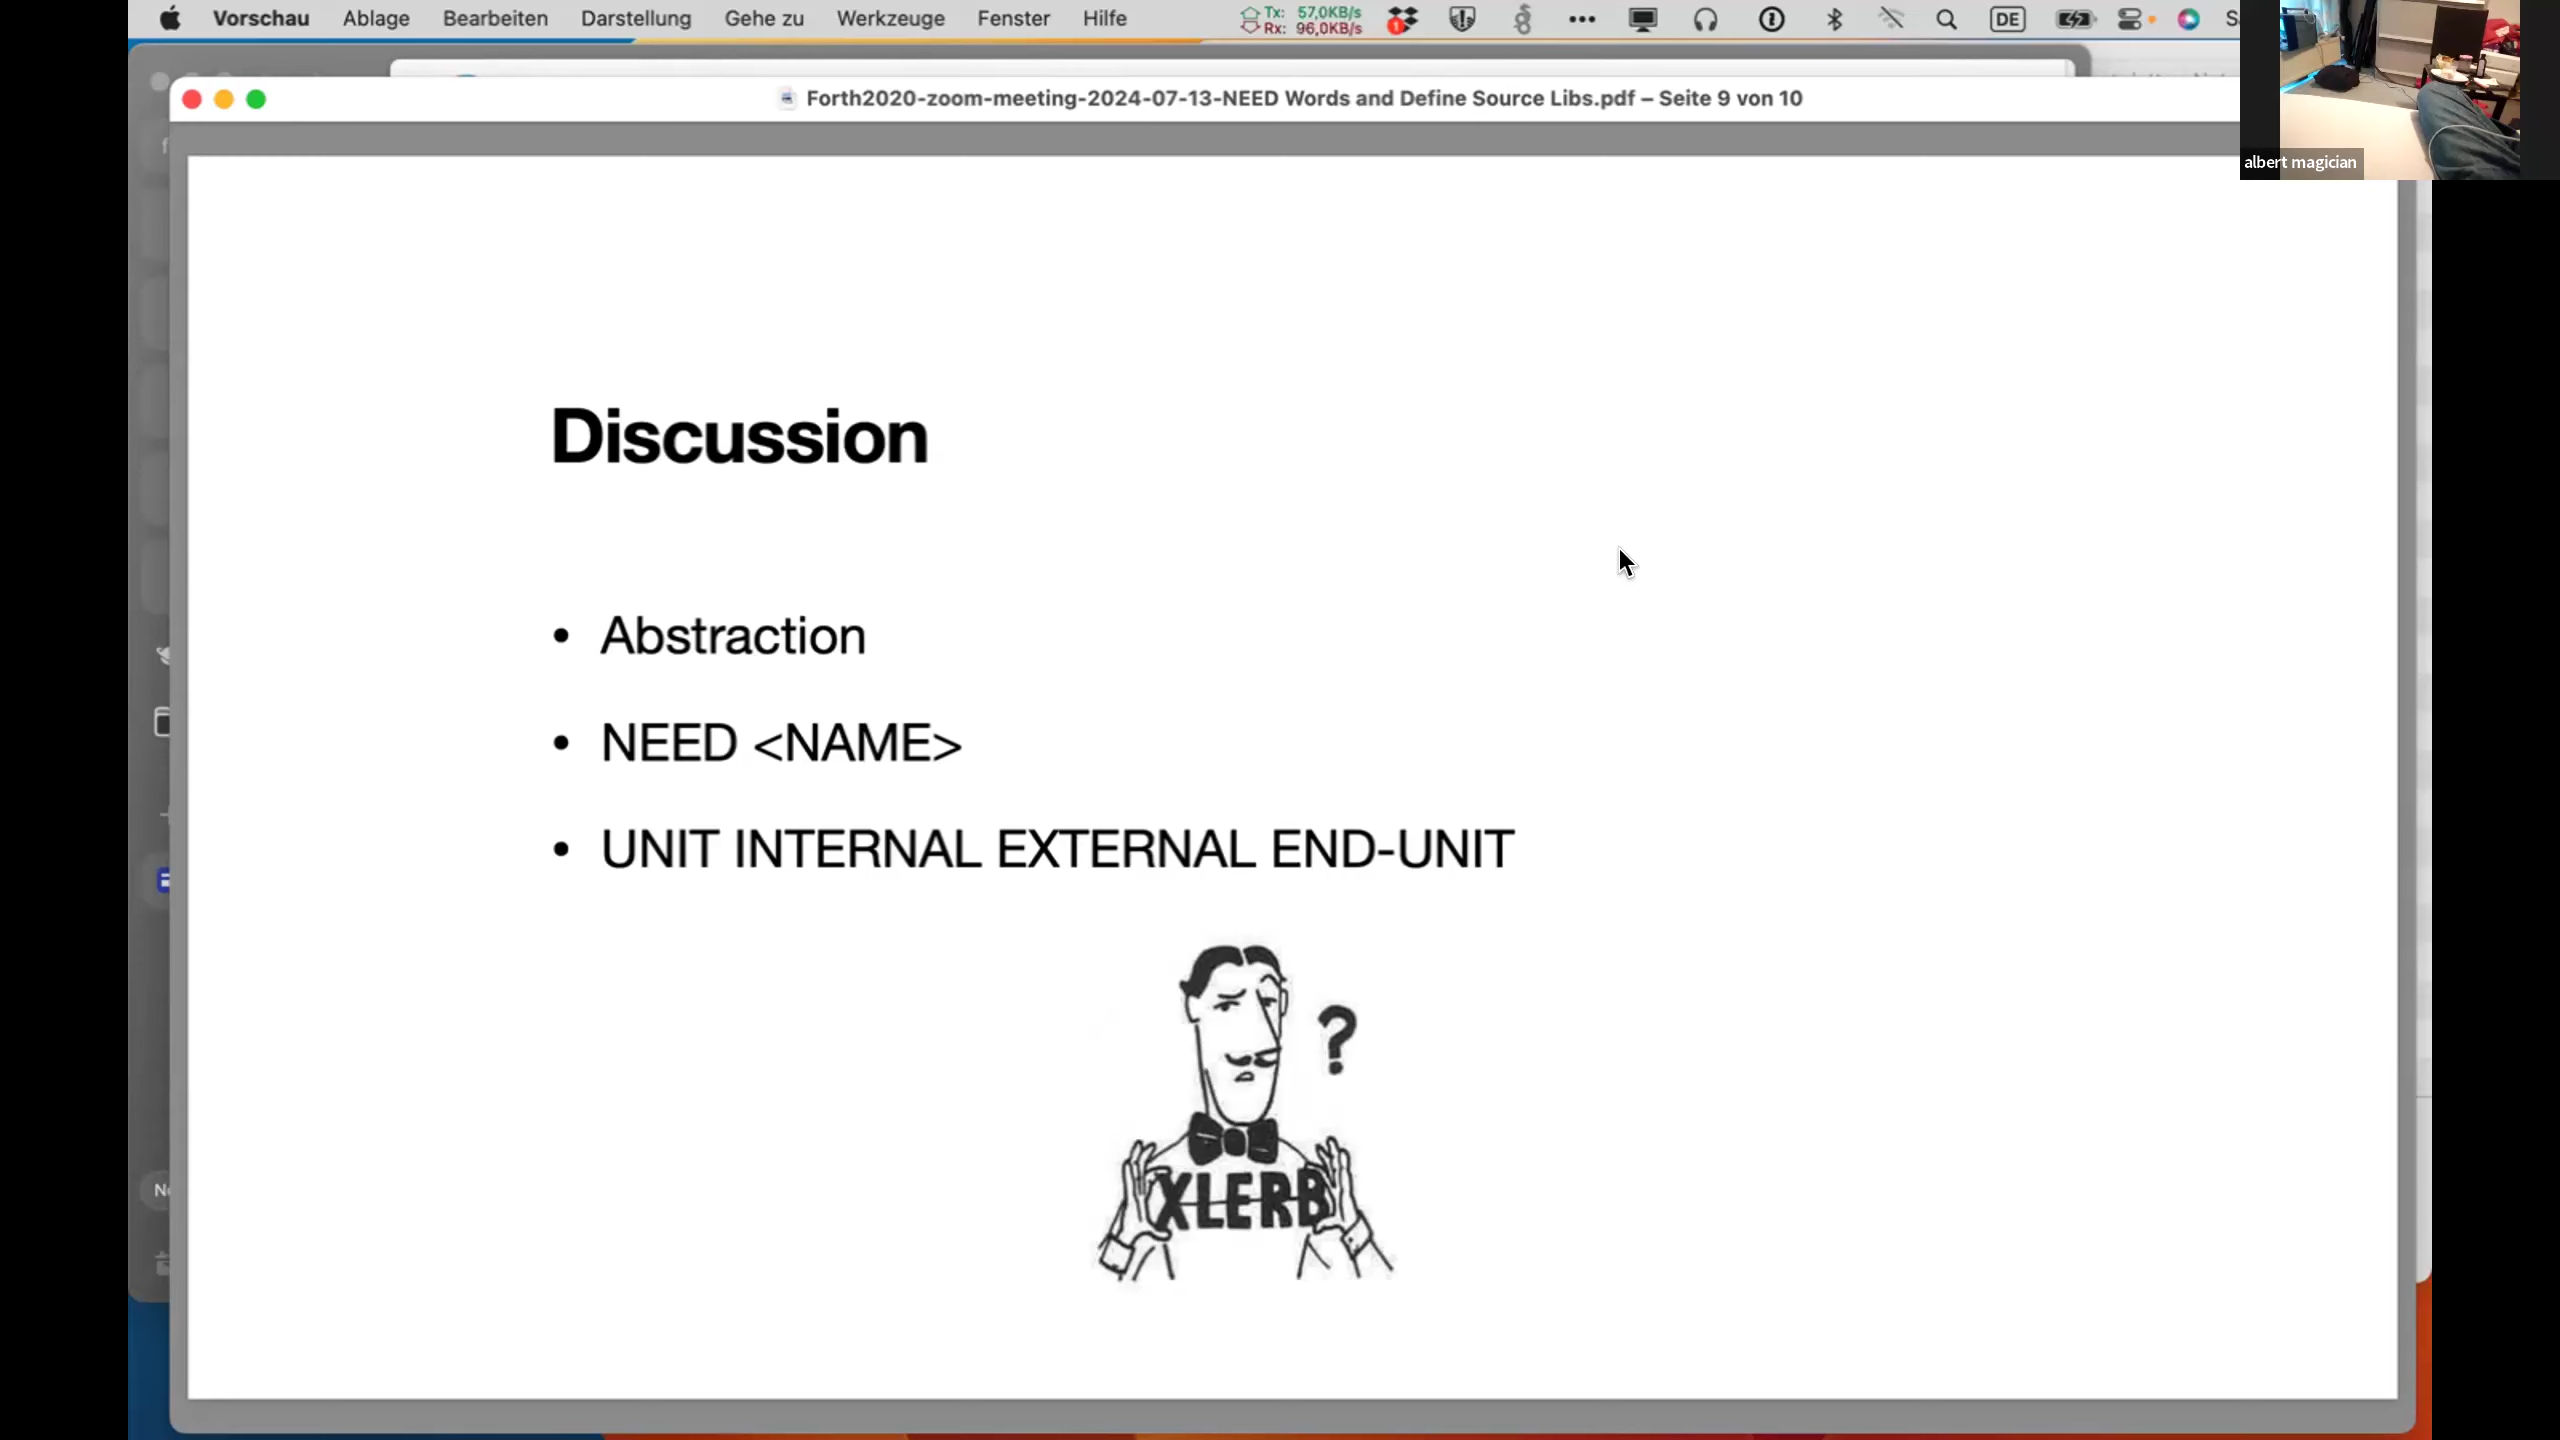 Vorschau Ablage Bearbeiten Darstellung Gehe zu Werkzeuge Fenster Hilfe Tx: 57,0KB/s DE
Rx: 96,0KB/s
1
Forth2020-zoom-meeting-2024-07-13-NEED Words and Define Source Libs.pdf – Seite 9 von 10
albert magician
Discussion
• Abstraction
• NEED <NAME>
• UNIT INTERNAL EXTERNAL END-UNIT
?
XLERB